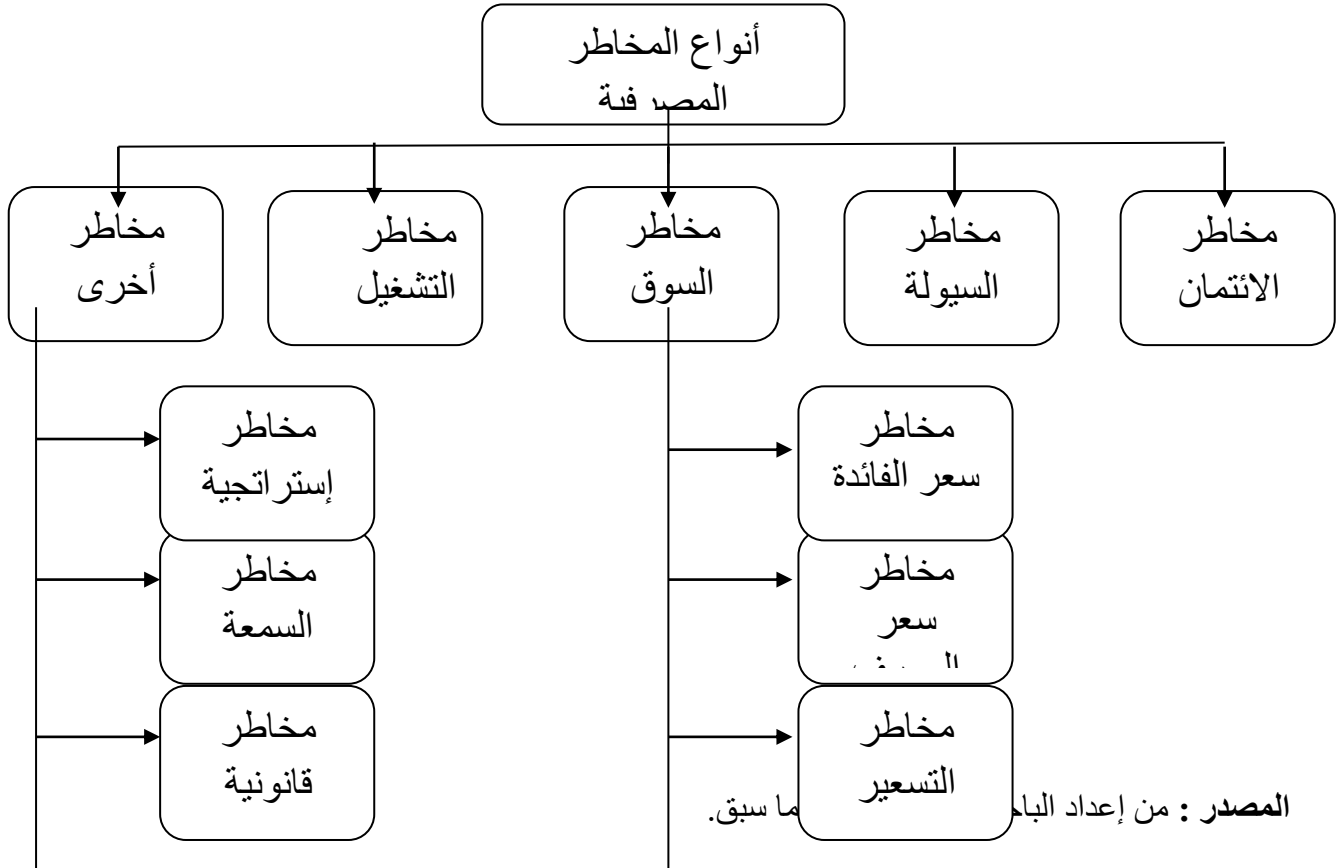 أنواع المخاطر
المصرفية
مخاطر
الائتمان
مخاطر
السيولة
مخاطر
السوق
مخاطر
التشغيل
مخاطر
أخرى
مخاطر
سعر الفائدة
مخاطر
سعر
مخاطر
التسعير
مخاطر
إستراتجية
مخاطر
السمعة
مخاطر
قانونية
المصدر : من إعداد ما سبق.